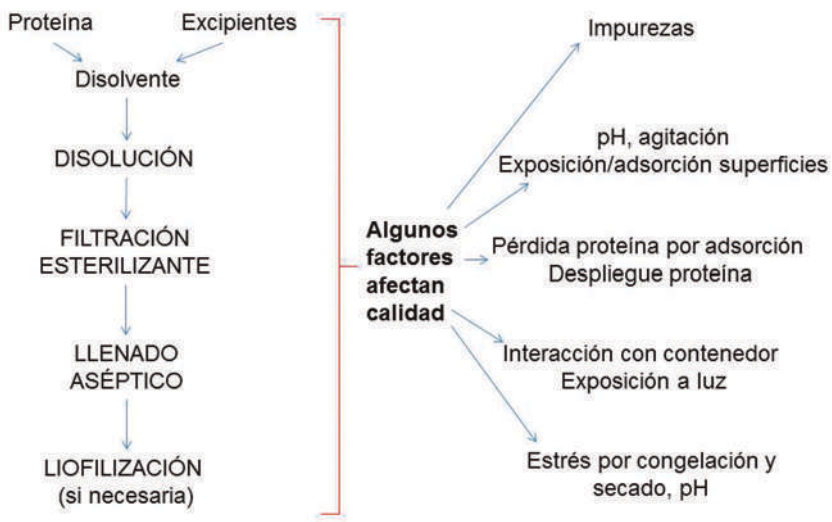 Proteína
Excipientes
Disolvente
DISOLUCIÓN
FILTRACIÓN
ESTERILIZANTE
LLENADO
ASÉPTICO
LIOFILIZACIÓN
(si necesaria)
Algunos
factores
afectan
calidad
Impurezas
pH, agitación
Exposición/adsorción superficies
Pérdida proteína por adsorción
Despliegue proteína
Interacción con contenedor
Exposición a luz
Estrés por congelación y
secado, pH